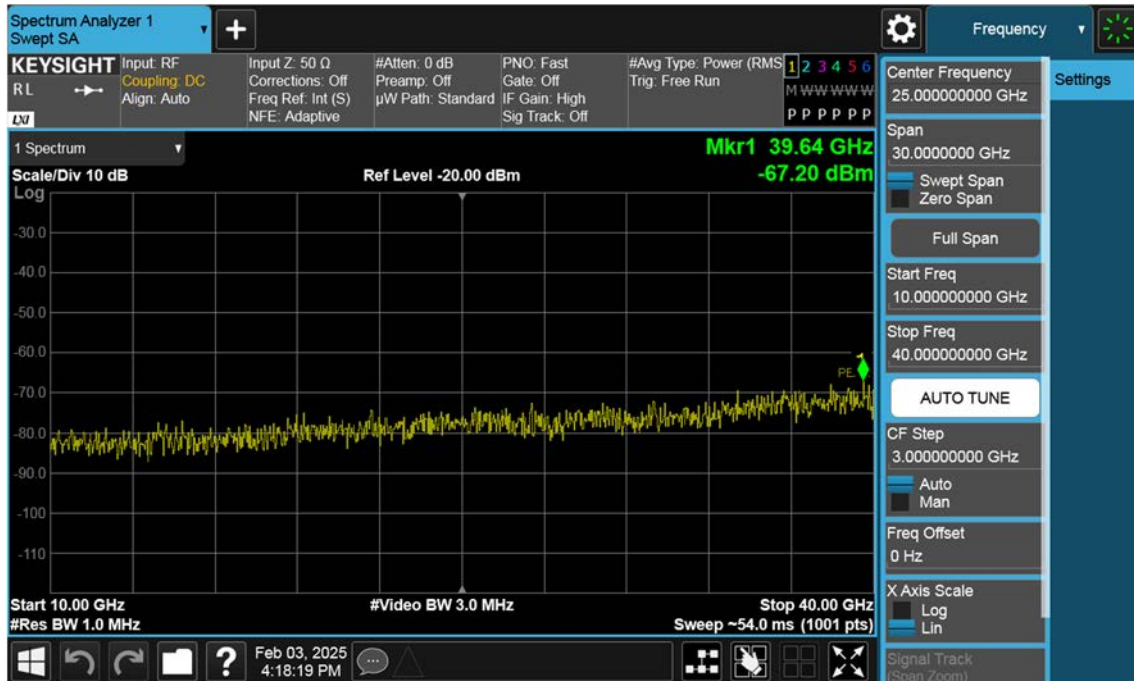 Spectrum Analyzer 1
Swept SA
+
Frequency
KEYSIGHT
RL
LXI
Input: RF
Coupling: DC
Align: Auto
Input Z: 50 Ω
Corrections: Off
Freq Ref: Int (S)
NFE: Adaptive
#Atten: 0 dB
Preamp: Off
µW Path: Standard
PNO: Fast
Gate: Off
IF Gain: High
Sig Track: Off
#Avg Type: Power (RMS
Trig: Free Run
1 2 3 4 5 6
M W W W W W
P P P P P P
1 Spectrum
Mkr1 39.64 GHz
-67.20 dBm
Scale/Div 10 dB
Ref Level -20.00 dBm
Log
-30.0
-40.0
-50.0
-60.0
-70.0
-80.0
-90.0
-100
-110
1
PE
Start 10.00 GHz
#Video BW 3.0 MHz
Stop 40.00 GHz
#Res BW 1.0 MHz
Sweep ~54.0 ms (1001 pts)
Center Frequency
25.000000000 GHz
Span
30.0000000 GHz
Swept Span
Zero Span
Full Span
Start Freq
10.000000000 GHz
Stop Freq
40.000000000 GHz
AUTO TUNE
CF Step
3.000000000 GHz
Auto
Man
Freq Offset
0 Hz
X Axis Scale
Log
Lin
Signal Track
(Span Zoom)
Settings
?
Feb 03, 2025
4:18:19 PM